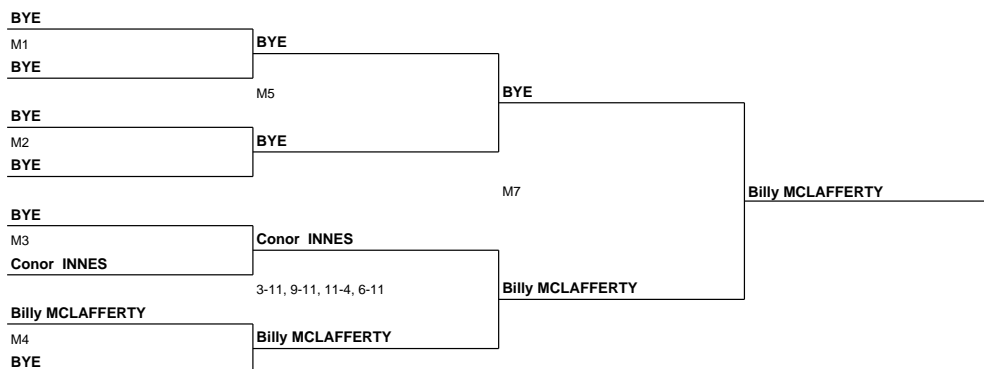 BYE
M1
BYE
BYE
M5
BYE
BYE
M2
BYE
BYE
M7
Billy MCLAFFERTY
BYE
M3
Conor INNES
Conor INNES
3-11, 9-11, 11-4, 6-11
Billy MCLAFFERTY
Billy MCLAFFERTY
M4
Billy MCLAFFERTY
BYE